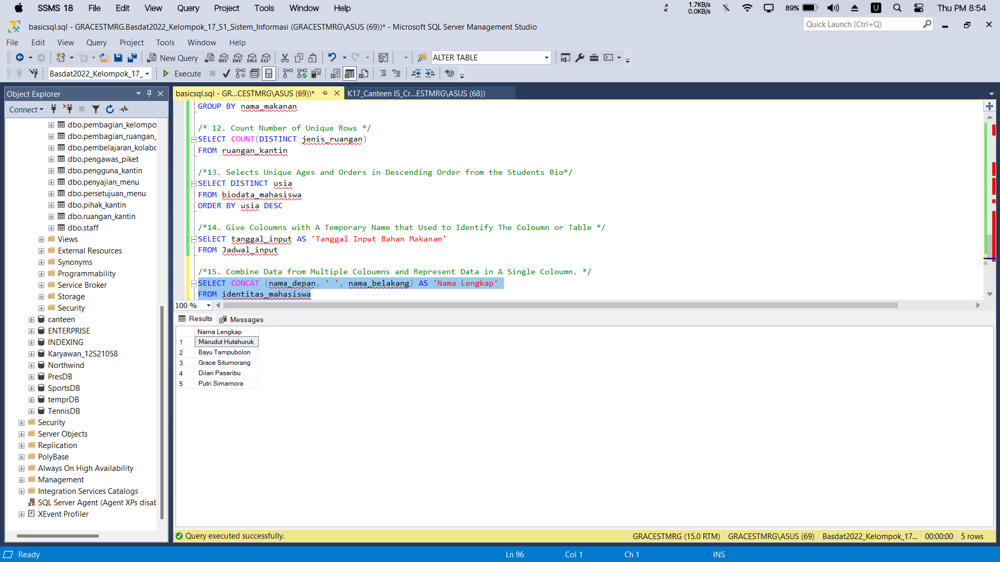 SSMS 18 File Edit View Query Project Tools Window Help 1.7KB/s 0.0KB/s 89% U Thu PM 8:54
basicsql.sql - GRACESTMRG.Basdat2022_Kelompok_17_S1_Sistem_Informasi (GRACESTMRG\ASUS (69))* - Microsoft SQL Server Management Studio
Quick Launch (Ctrl+Q)
File Edit View Query Project Tools Window Help
New Query MDX DMX XMLA DAX ALTER TABLE
Basdat2022_Kelompok_17_ Execute
Object Explorer
Connect
dbo.pembagian_kelompo
dbo.pembagian_ruangan_
dbo.pembelajaran_kolabo
dbo.pengawas_piket
dbo.pengguna_kantin
dbo.penyajian_menu
dbo.persetujuan_menu
dbo.pihak_kantin
dbo.ruangan_kantin
dbo.staff
Views
External Resources
Synonyms
Programmability
Service Broker
Storage
Security
canteen
ENTERPRISE
INDEXING
Karyawan_12S21058
Northwind
PresDB
SportsDB
temprDB
TennisDB
Security
Server Objects
Replication
PolyBase
Always On High Availability
Management
Integration Services Catalogs
SQL Server Agent (Agent XPs disab
XEvent Profiler
basicsql.sql - GR...CESTMRG\ASUS (69))* K17_Canteen IS_Cr...ESTMRG\ASUS (68))
GROUP BY nama_makanan
/* 12. Count Number of Unique Rows */
SELECT COUNT(DISTINCT jenis_ruangan)
FROM ruangan_kantin
/*13. Selects Unique Ages and Orders in Descending Order from the Students Bio*/
SELECT DISTINCT usia
FROM biodata_mahasiswa
ORDER BY usia DESC
/*14. Give Coloumns with A Temporary Name that Used to Identify The Coloumn or Table */
SELECT tanggal_input AS 'Tanggal Input Bahan Makanan'
FROM Jadwal_input
/*15. Combine Data from Multiple Coloumns and Represent Data in A Single Coloumn. */
SELECT CONCAT (nama_depan, ' ', nama_belakang) AS 'Nama Lengkap'
FROM identitas_mahasiswa
100 %
Results Messages
Nama Lengkap
1 Marudut Hutahuruk
2 Bayu Tampubolon
3 Grace Situmorang
4 Dilan Pasaribu
5 Putri Simamora
Query executed successfully. GRACESTMRG (15.0 RTM) GRACESTMRG\ASUS (69) Basdat2022_Kelompok_17... 00:00:00 5 rows
Ready Ln 96 Col 1 Ch 1 INS